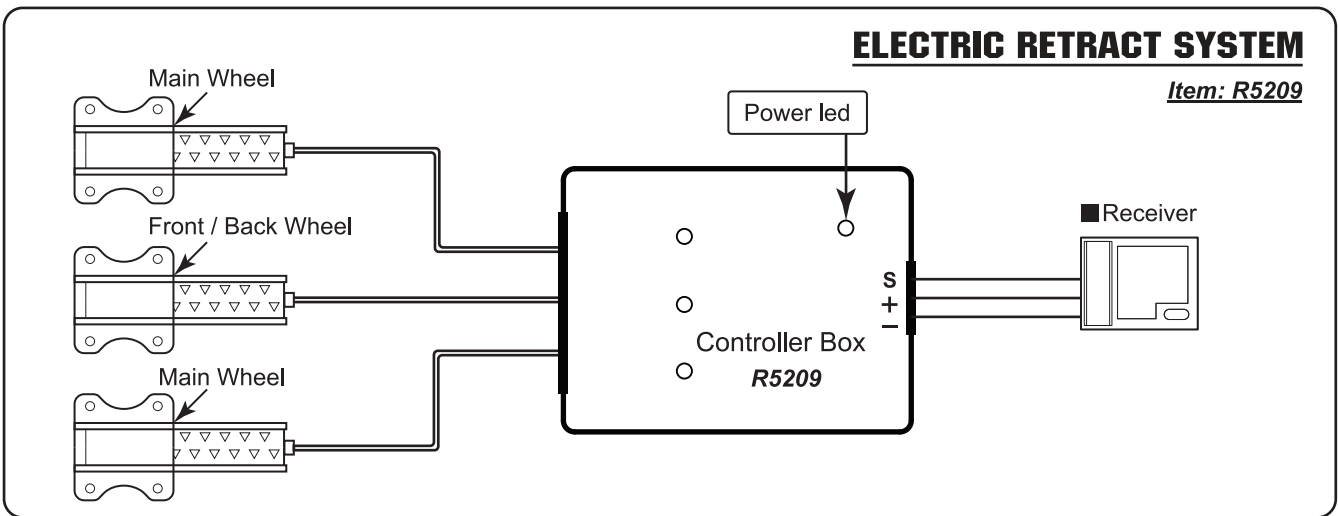 ELECTRIC RETRACT SYSTEM
Item: R5209
Main Wheel
Power led
Front / Back Wheel
■Receiver
S
+
−
Controller Box
R5209
Main Wheel